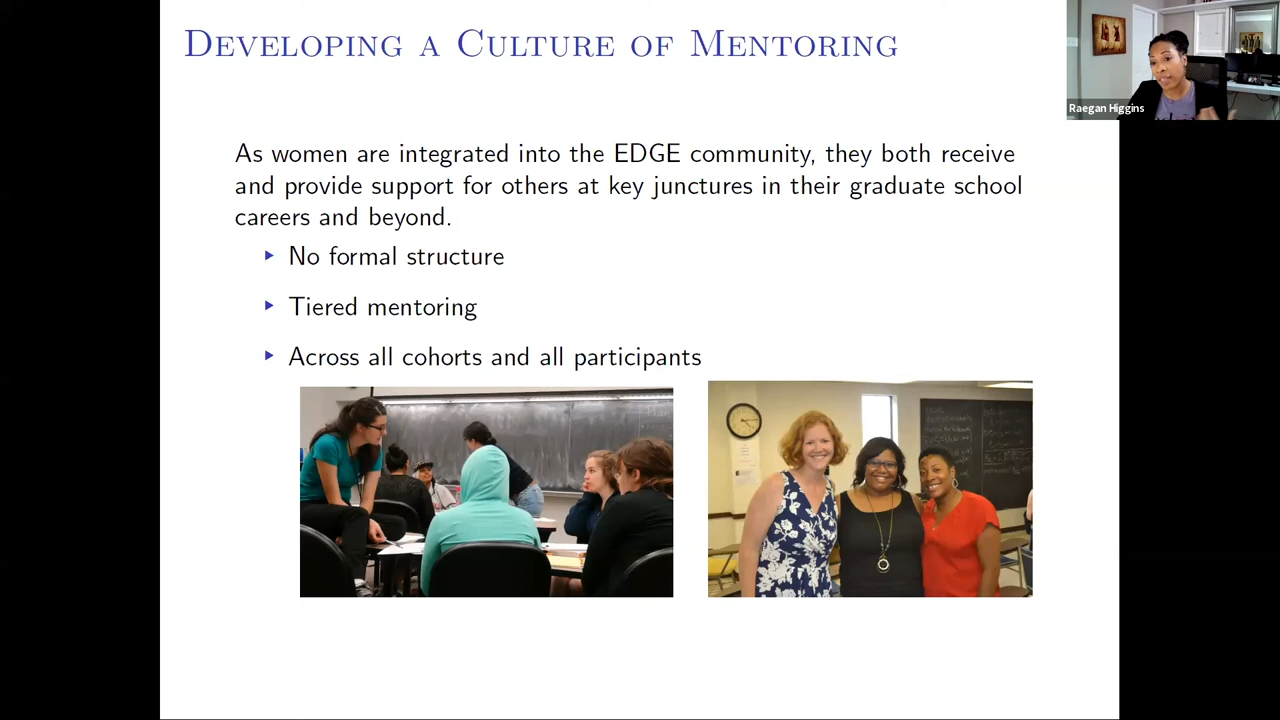 DEVELOPING A CULTURE OF MENTORING
Raegan Higgins
As women are integrated into the EDGE community, they both receive
and provide support for others at key junctures in their graduate school
careers and beyond.
No formal structure
Tiered mentoring
Across all cohorts and all participants